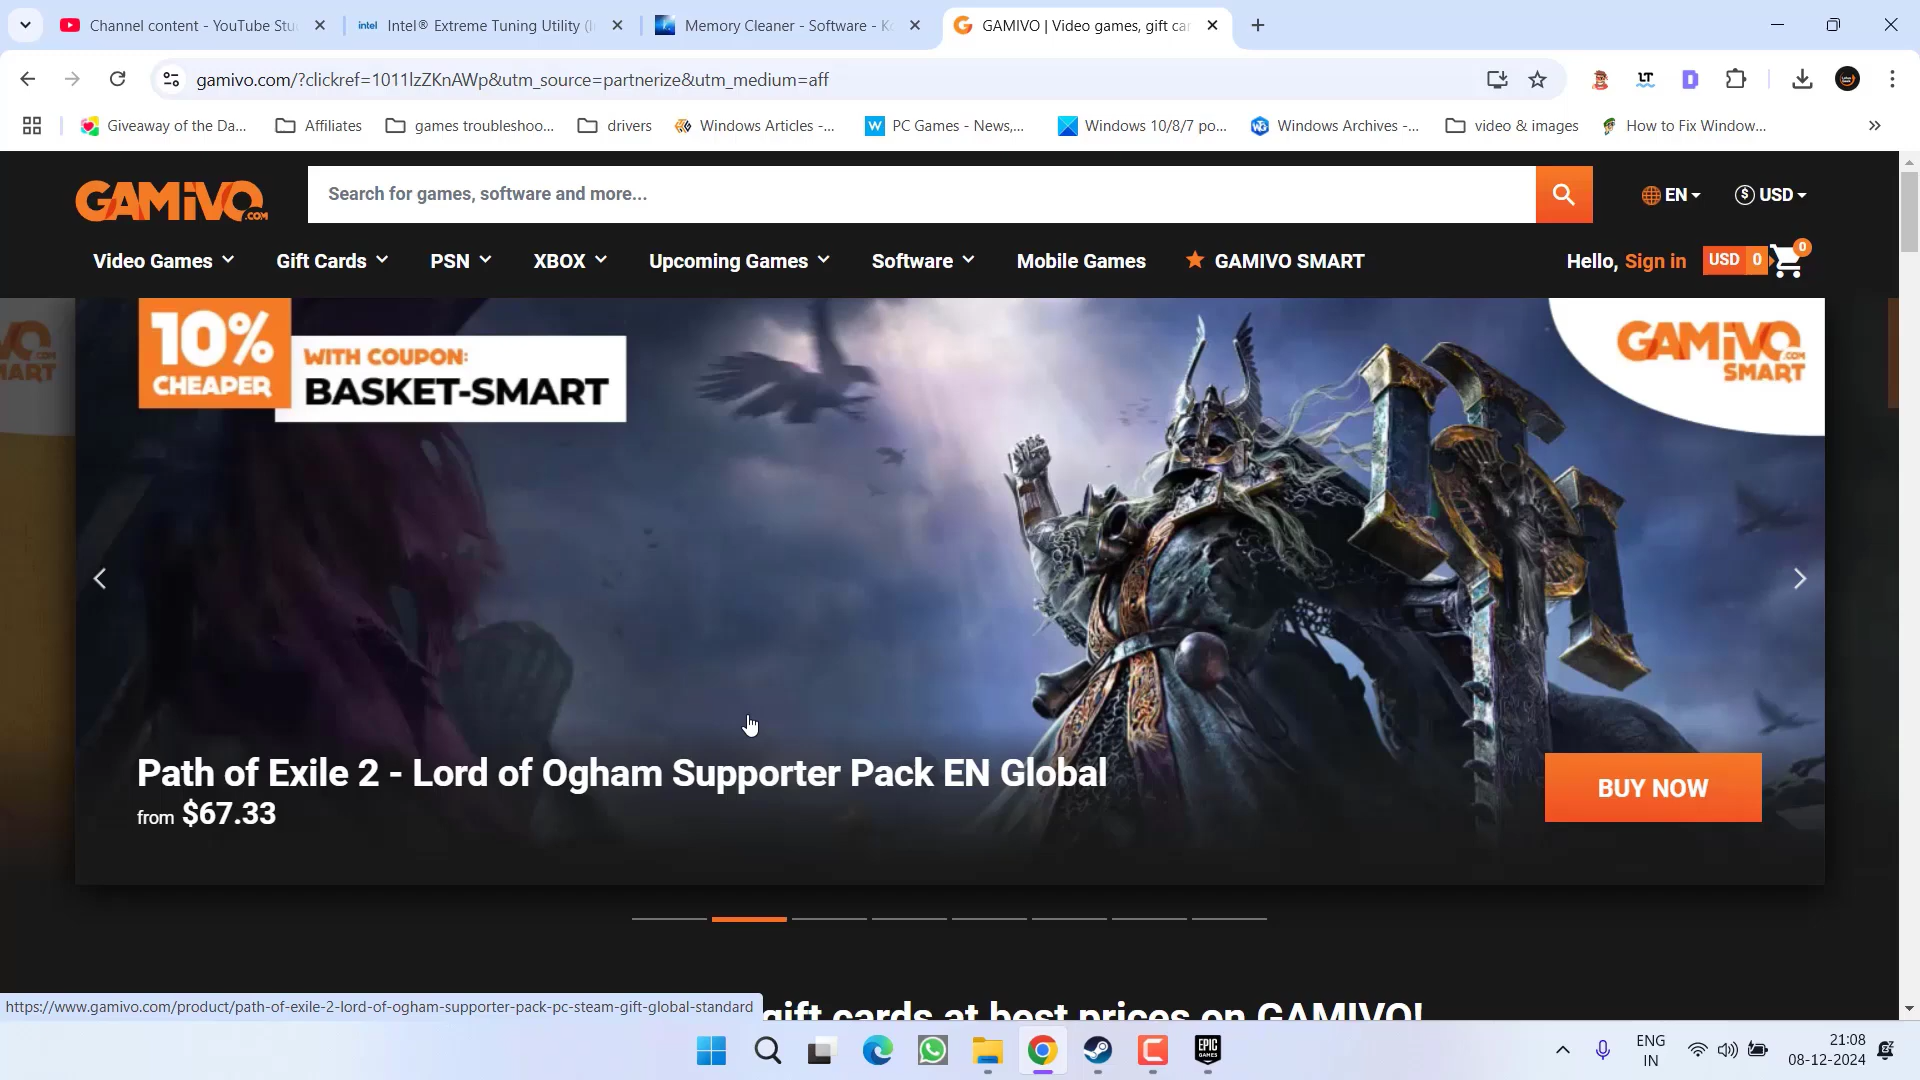 Channel content - YouTube Stu
intel Intel® Extreme Tuning Utility (I
Memory Cleaner - Software - Ko
GAMIVO | Video games, gift car
gamivo.com/?clickref=1011lzZKnAWp&utm_source=partnerize&utm_medium=aff
LT
Giveaway of the Da...
Affiliates
games troubleshoo...
drivers
Windows Articles -...
W PC Games - News,...
Windows 10/8/7 po...
Windows Archives -...
video & images
How to Fix Window...
GAMIVO.COM
Search for games, software and more...
EN
$ USD
Video Games
Gift Cards
PSN
XBOX
Upcoming Games
Software
Mobile Games
GAMIVO SMART
Hello, Sign in
USD 0
0
10% CHEAPER
WITH COUPON:
BASKET-SMART
GAMIVO.COM
SMART
Path of Exile 2 - Lord of Ogham Supporter Pack EN Global
from $67.33
BUY NOW
https://www.gamivo.com/product/path-of-exile-2-lord-of-ogham-supporter-pack-pc-steam-gift-global-standard
gift cards at best prices on GAMIVO!
EPIC GAMES
ENG
IN
21:08
08-12-2024